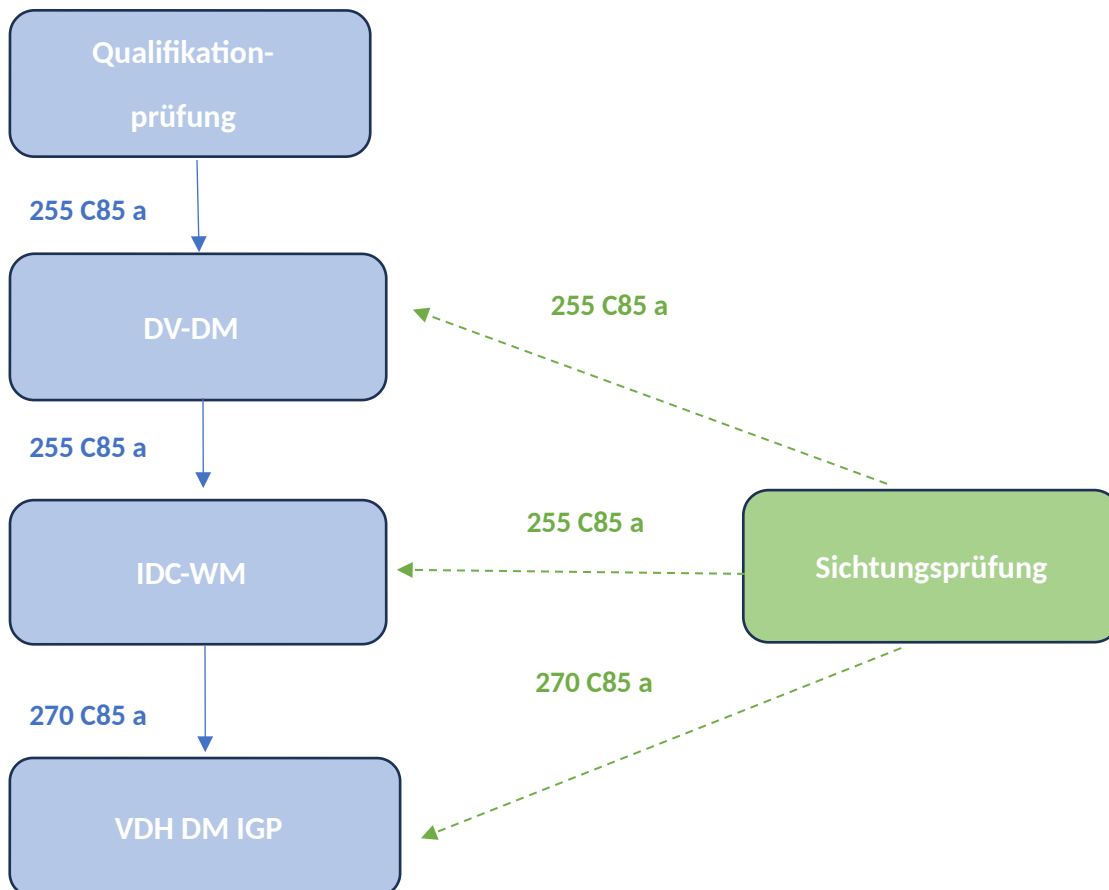 Qualifikation-
prüfung
255 C85 a
DV-DM
255 C85 a
255 C85 a
IDC-WM
255 C85 a
Sichtungsprüfung
270 C85 a
270 C85 a
VDH DM IGP